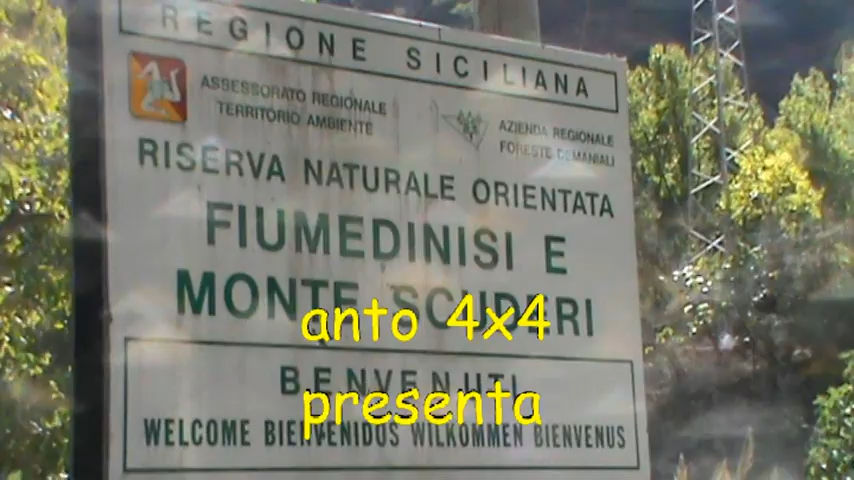 REGIONE SICILIANA
ASSESSORATO REGIONALE
TERRITORIO AMBIENTE
AZIENDA REGIONALE
FORESTE DEMANIALI
RISERVA NATURALE ORIENTATA
FIUMEDINISI E
MONTE SCUDERI
anto 4x4
BENVENUTI
presenta
WELCOME BIENVENIDOS WILKOMMEN BIENVENUS